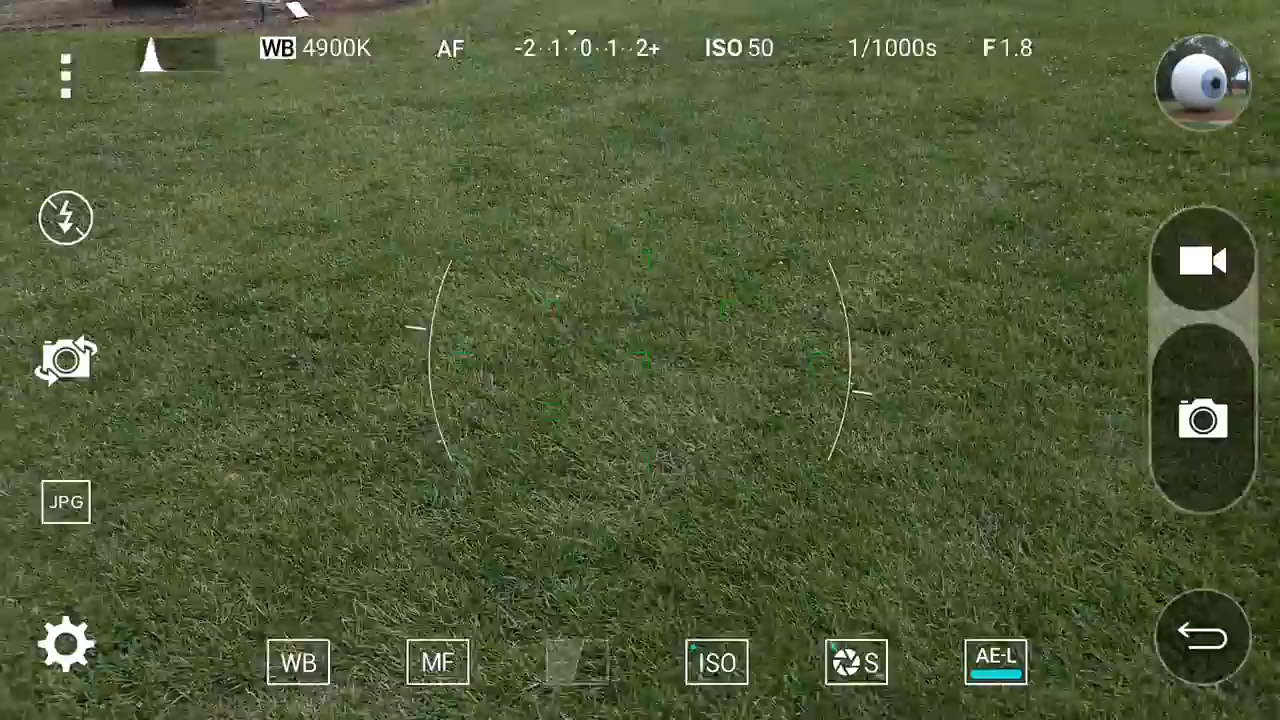 WB 4900K AF -2··1··0··1··2+ ISO 50 1/1000s F 1.8
JPG
WB MF ISO S AE-L